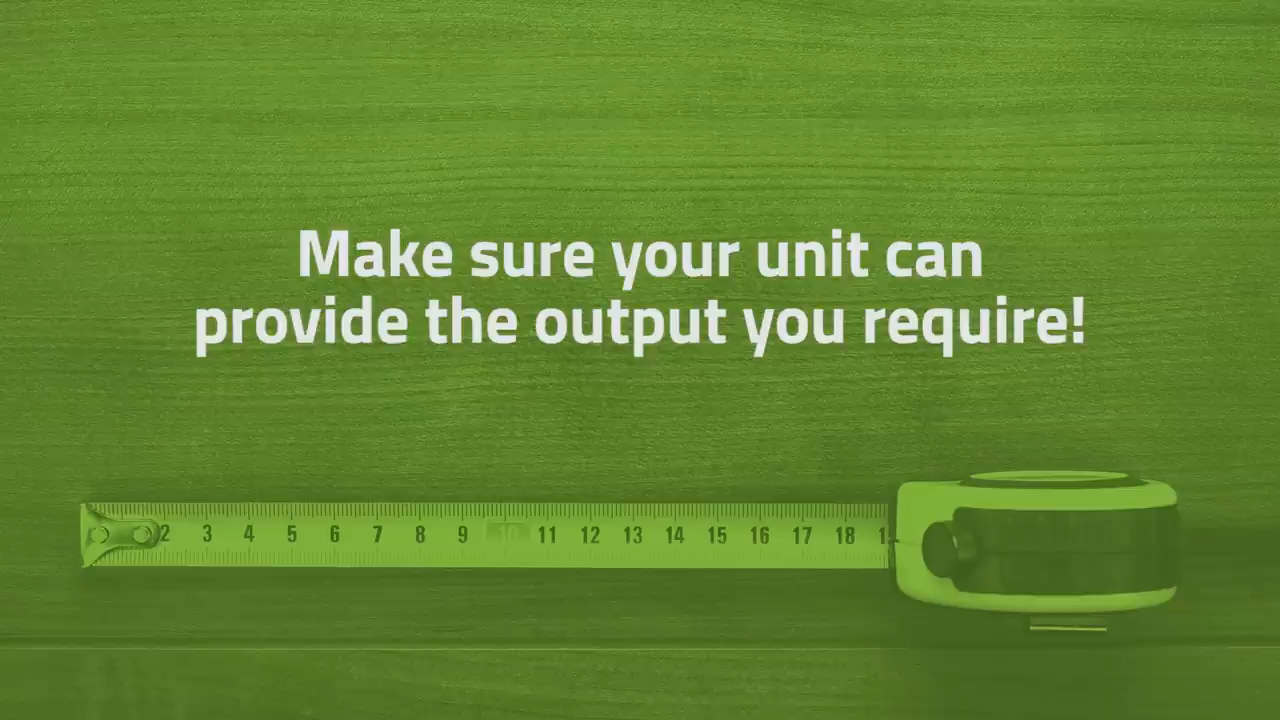 Make sure your unit can
provide the output you require!
2 3 4 5 6 7 8 9 10 11 12 13 14 15 16 17 18